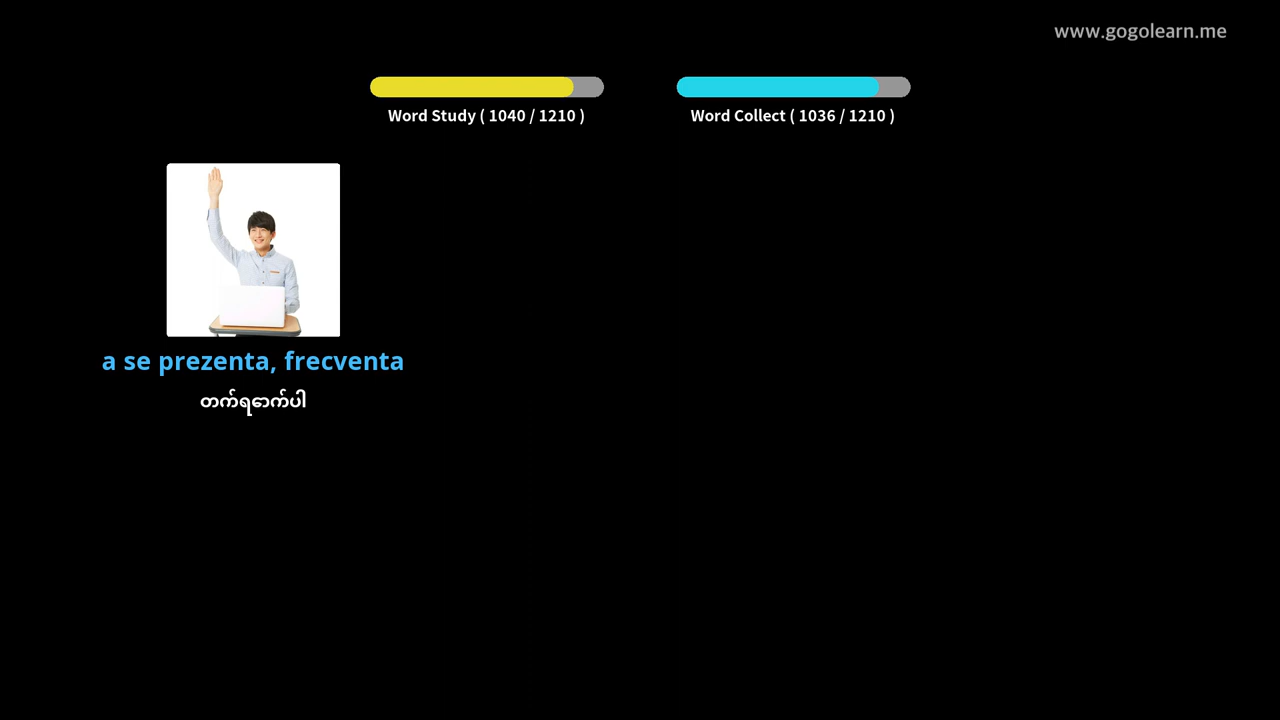 www.gogolearn.me
Word Study ( 1040 / 1210 )
Word Collect ( 1036 / 1210 )
a se prezenta, frecventa
တက်ရောက်ပါ